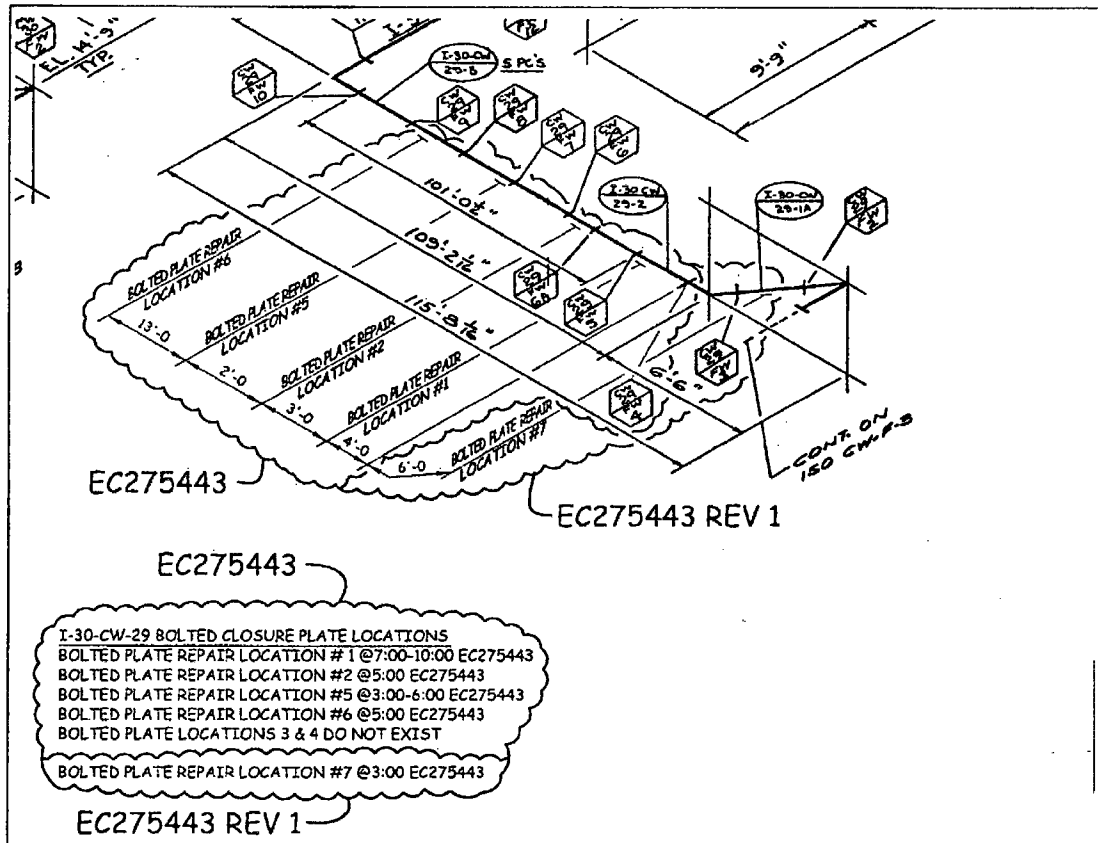 EL. 14'-9"
TYP.
I-30-CW
29-B
5 PC'S
9'-9"
I-30 CW
29-2
I-30-CW
29-1A
101'-0½"
109'-2 1/16"
115'-8 1/16"
6'-6"
BOLTED PLATE REPAIR
LOCATION #6
13'-0
BOLTED PLATE REPAIR
LOCATION #5
2'-0
BOLTED PLATE REPAIR
LOCATION #2
3'-0
BOLTED PLATE REPAIR
LOCATION #1
BOLTED PLATE REPAIR
LOCATION #7
6'-0
CONT. ON
150 CW-F-3
EC275443
EC275443 REV 1
EC275443
I-30-CW-29 BOLTED CLOSURE PLATE LOCATIONS
BOLTED PLATE REPAIR LOCATION # 1 @7:00-10:00 EC275443
BOLTED PLATE REPAIR LOCATION #2 @5:00 EC275443
BOLTED PLATE REPAIR LOCATION #5 @3:00-6:00 EC275443
BOLTED PLATE REPAIR LOCATION #6 @5:00 EC275443
BOLTED PLATE LOCATIONS 3 & 4 DO NOT EXIST
BOLTED PLATE REPAIR LOCATION #7 @3:00 EC275443
EC275443 REV 1